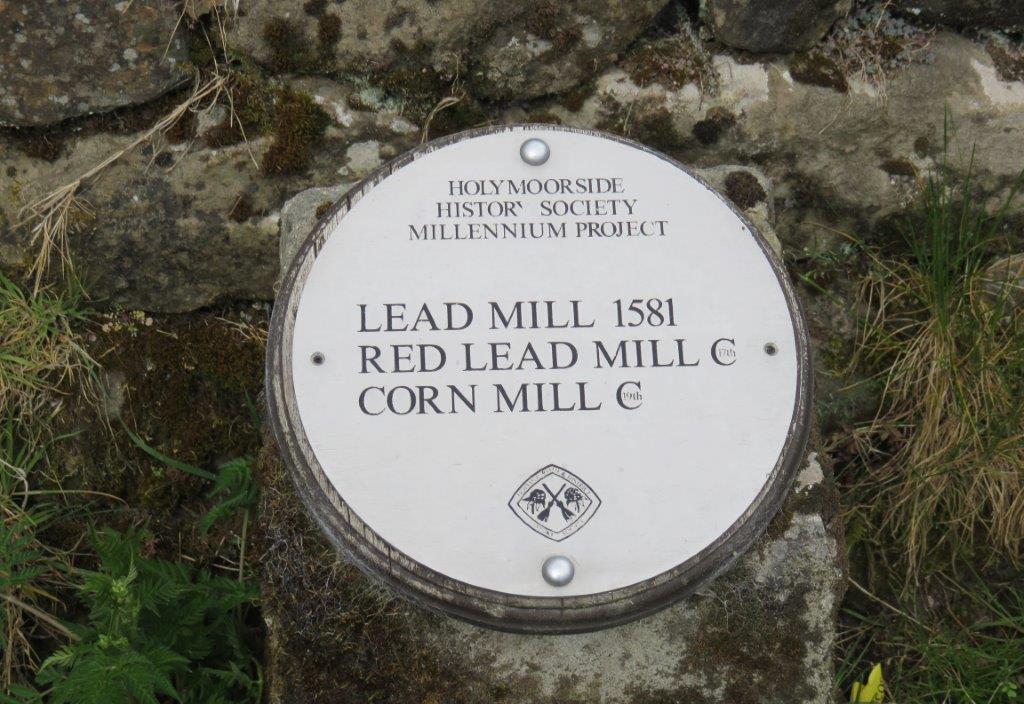 HOLYMOORSIDE
HISTORY SOCIETY
MILLENNIUM PROJECT
LEAD MILL 1581
RED LEAD MILL C 17th
CORN MILL C 19th